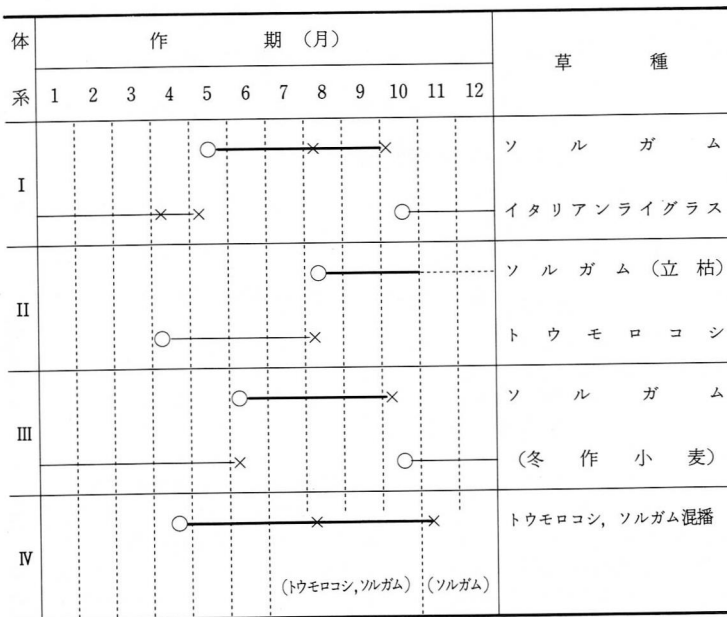 体 作 期 (月) 草 種
系 1 2 3 4 5 6 7 8 9 10 11 12
I ソルガム
イタリアンライグラス
II ソルガム (立枯)
トウモロコシ
III ソルガム
(冬作小麦)
IV トウモロコシ, ソルガム混播
(トウモロコシ,ソルガム) (ソルガム)